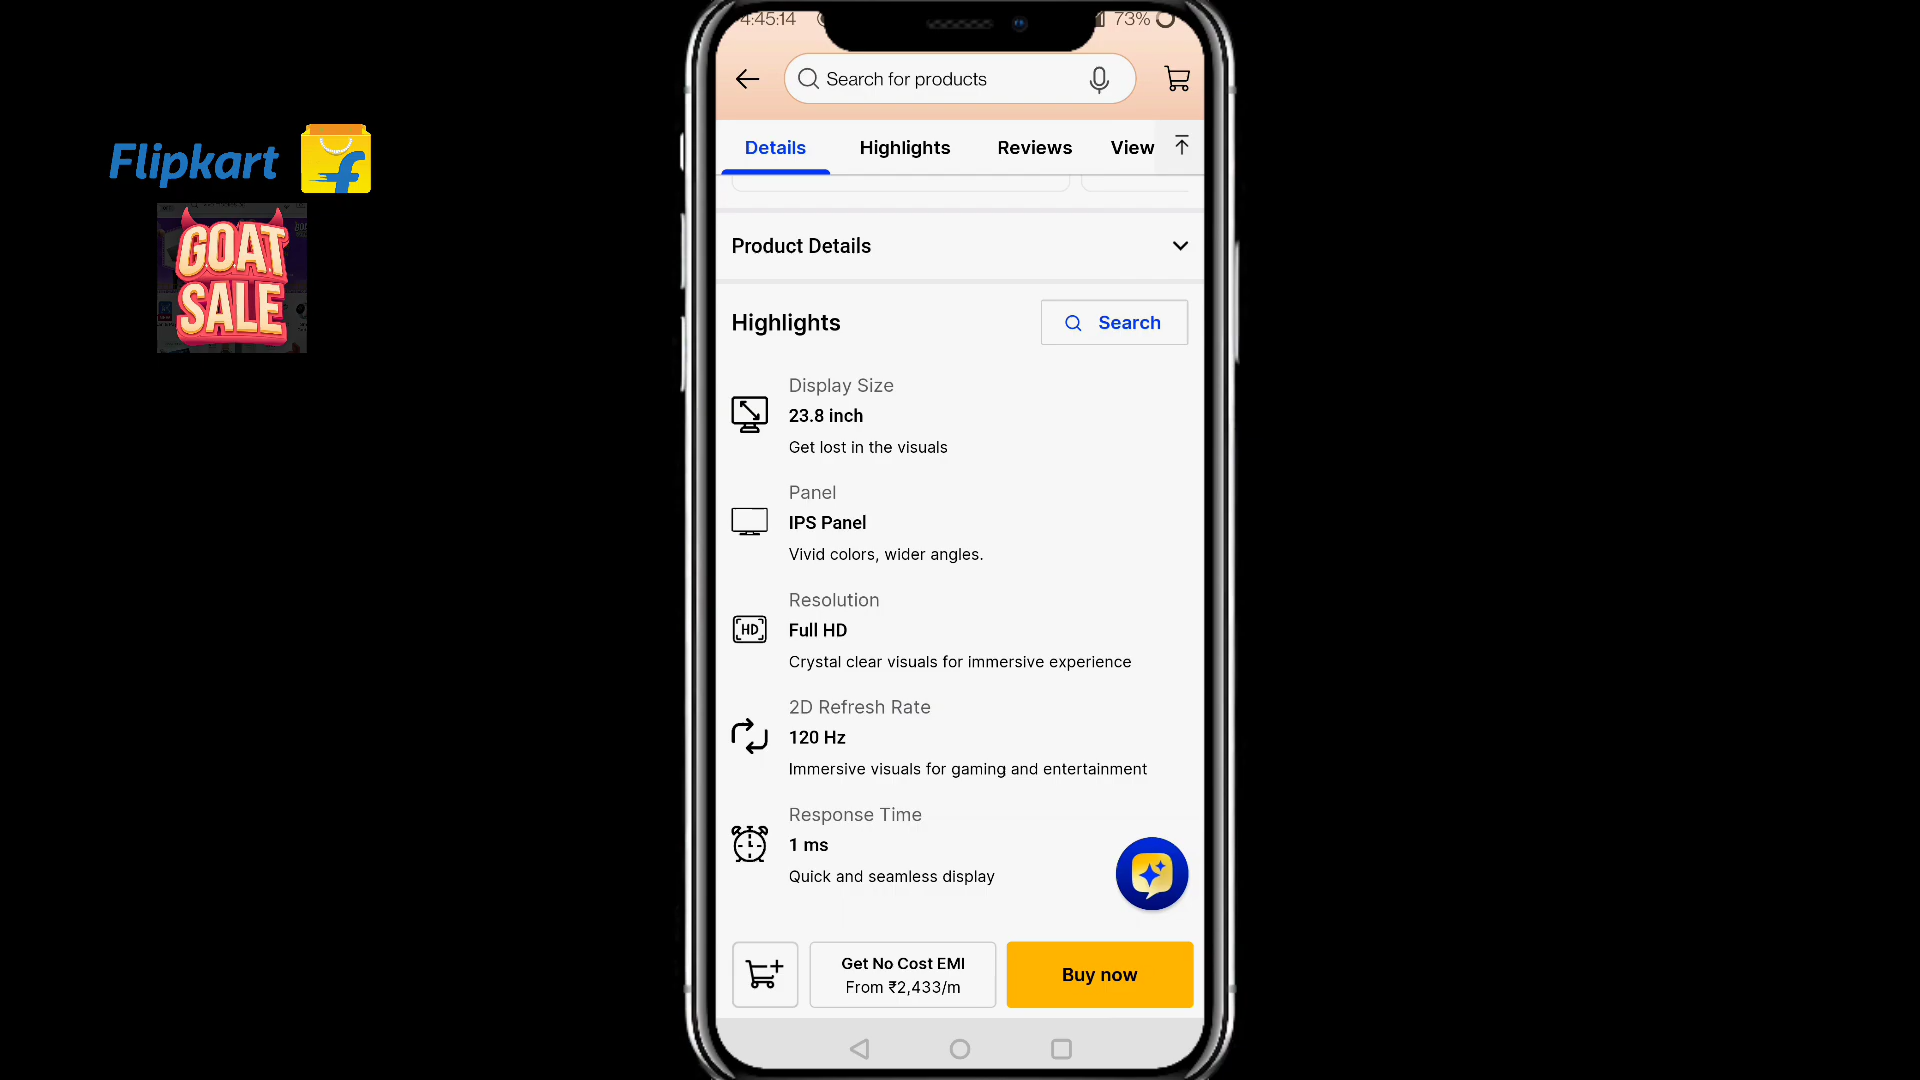 4:45:14
73%
Search for products
Details Highlights Reviews View
Flipkart
GOAT
SALE
Product Details
Highlights
Search
Display Size
23.8 inch
Get lost in the visuals
Panel
IPS Panel
Vivid colors, wider angles.
Resolution
HD
Full HD
Crystal clear visuals for immersive experience
2D Refresh Rate
120 Hz
Immersive visuals for gaming and entertainment
Response Time
1 ms
Quick and seamless display
Get No Cost EMI
From ₹2,433/m
Buy now